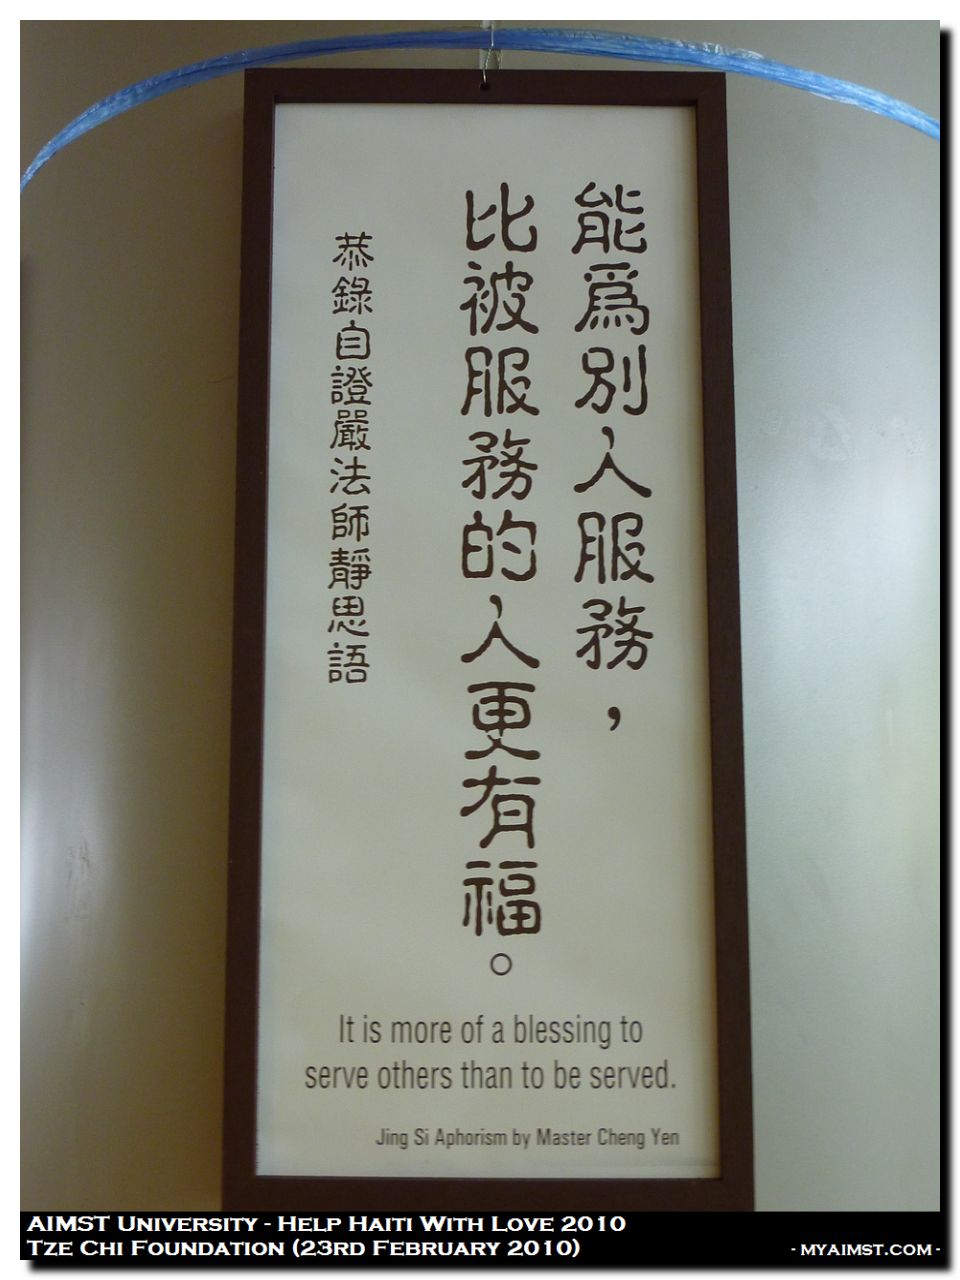 能爲別人服務，
比被服務的人更有福。
恭錄自證嚴法師靜思語
It is more of a blessing to
serve others than to be served.
Jing Si Aphorism by Master Cheng Yen
AIMST University - Help Haiti With Love 2010
Tze Chi Foundation (23rd February 2010)
- myaimst.com -